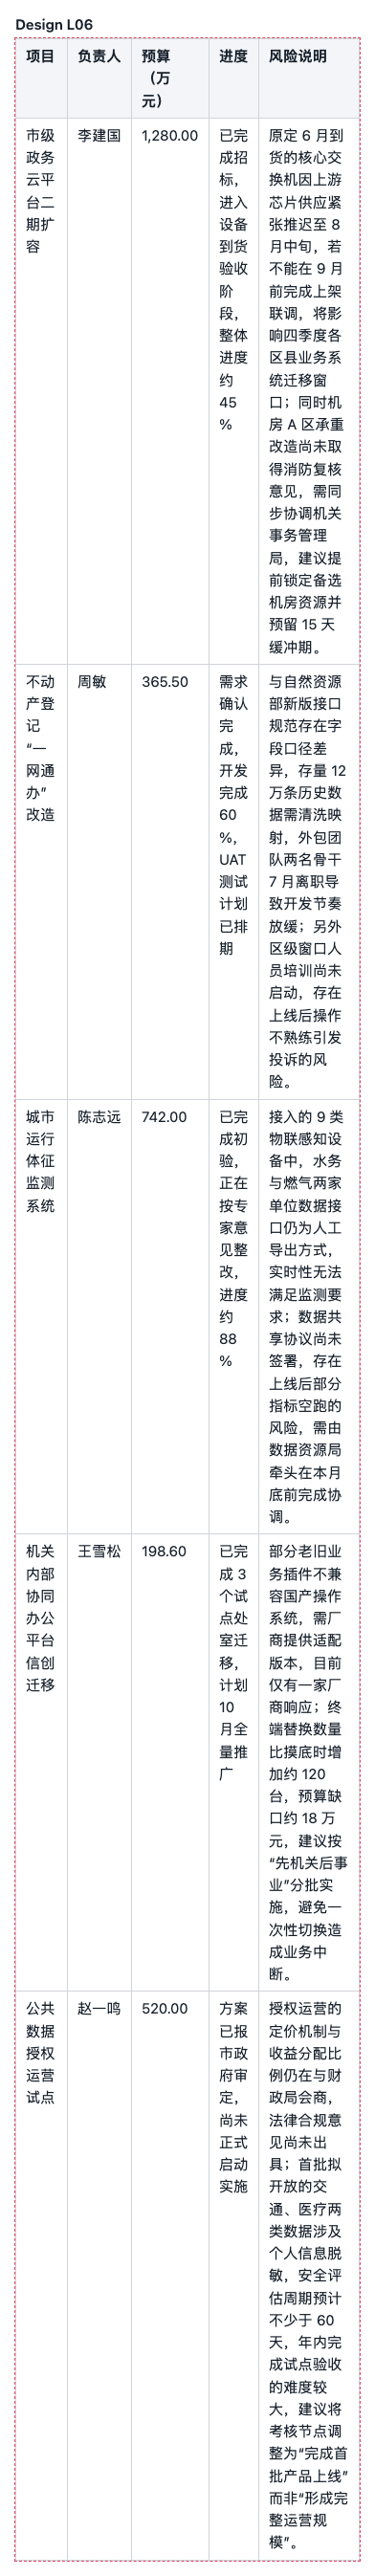 Design L06
项目
负责人
预算
（万
元）
进度
风险说明
市级
政务
云平
台二
期扩
容
李建国
1,280.00
已完
成招
标，
进入
设备
到货
验收
阶
段，
整体
进度
约
45
%
原定 6 月到
货的核心交
换机因上游
芯片供应紧
张推迟至 8
月中旬，若
不能在 9 月
前完成上架
联调，将影
响四季度各
区县业务系
统迁移窗
口；同时机
房 A 区承重
改造尚未取
得消防复核
意见，需同
步协调机关
事务管理
局，建议提
前锁定备选
机房资源并
预留 15 天
缓冲期。
不动
产登
记
“一
网通
办”
改造
周敏
365.50
需求
确认
完
成，
开发
完成
60
%，
UAT
测试
计划
已排
期
与自然资源
部新版接口
规范存在字
段口径差
异，存量 12
万条历史数
据需清洗映
射，外包团
队两名骨干
7 月离职导
致开发节奏
放缓；另外
区级窗口人
员培训尚未
启动，存在
上线后操作
不熟练引发
投诉的风
险。
城市
运行
体征
监测
系统
陈志远
742.00
已完
成初
验，
正在
按专
家意
见整
改，
进度
约
88
%
接入的 9 类
物联感知设
备中，水务
与燃气两家
单位数据接
口仍为人工
导出方式，
实时性无法
满足监测要
求；数据共
享协议尚未
签署，存在
上线后部分
指标空跑的
风险，需由
数据资源局
牵头在本月
底前完成协
调。
机关
内部
协同
办公
平台
信创
迁移
王雪松
198.60
已完
成 3
个试
点处
室迁
移，
计划
10
月全
量推
广
部分老旧业
务插件不兼
容国产操作
系统，需厂
商提供适配
版本，目前
仅有一家厂
商响应；终
端替换数量
比摸底时增
加约 120
台，预算缺
口约 18 万
元，建议按
“先机关后事
业”分批实
施，避免一
次性切换造
成业务中
断。
公共
数据
授权
运营
试点
赵一鸣
520.00
方案
已报
市政
府审
定，
尚未
正式
启动
实施
授权运营的
定价机制与
收益分配比
例仍在与财
政局会商，
法律合规意
见尚未出
具；首批拟
开放的交
通、医疗两
类数据涉及
个人信息脱
敏，安全评
估周期预计
不少于 60
天，年内完
成试点验收
的难度较
大，建议将
考核节点调
整为“完成首
批产品上线”
而非“形成完
整运营规
模”。